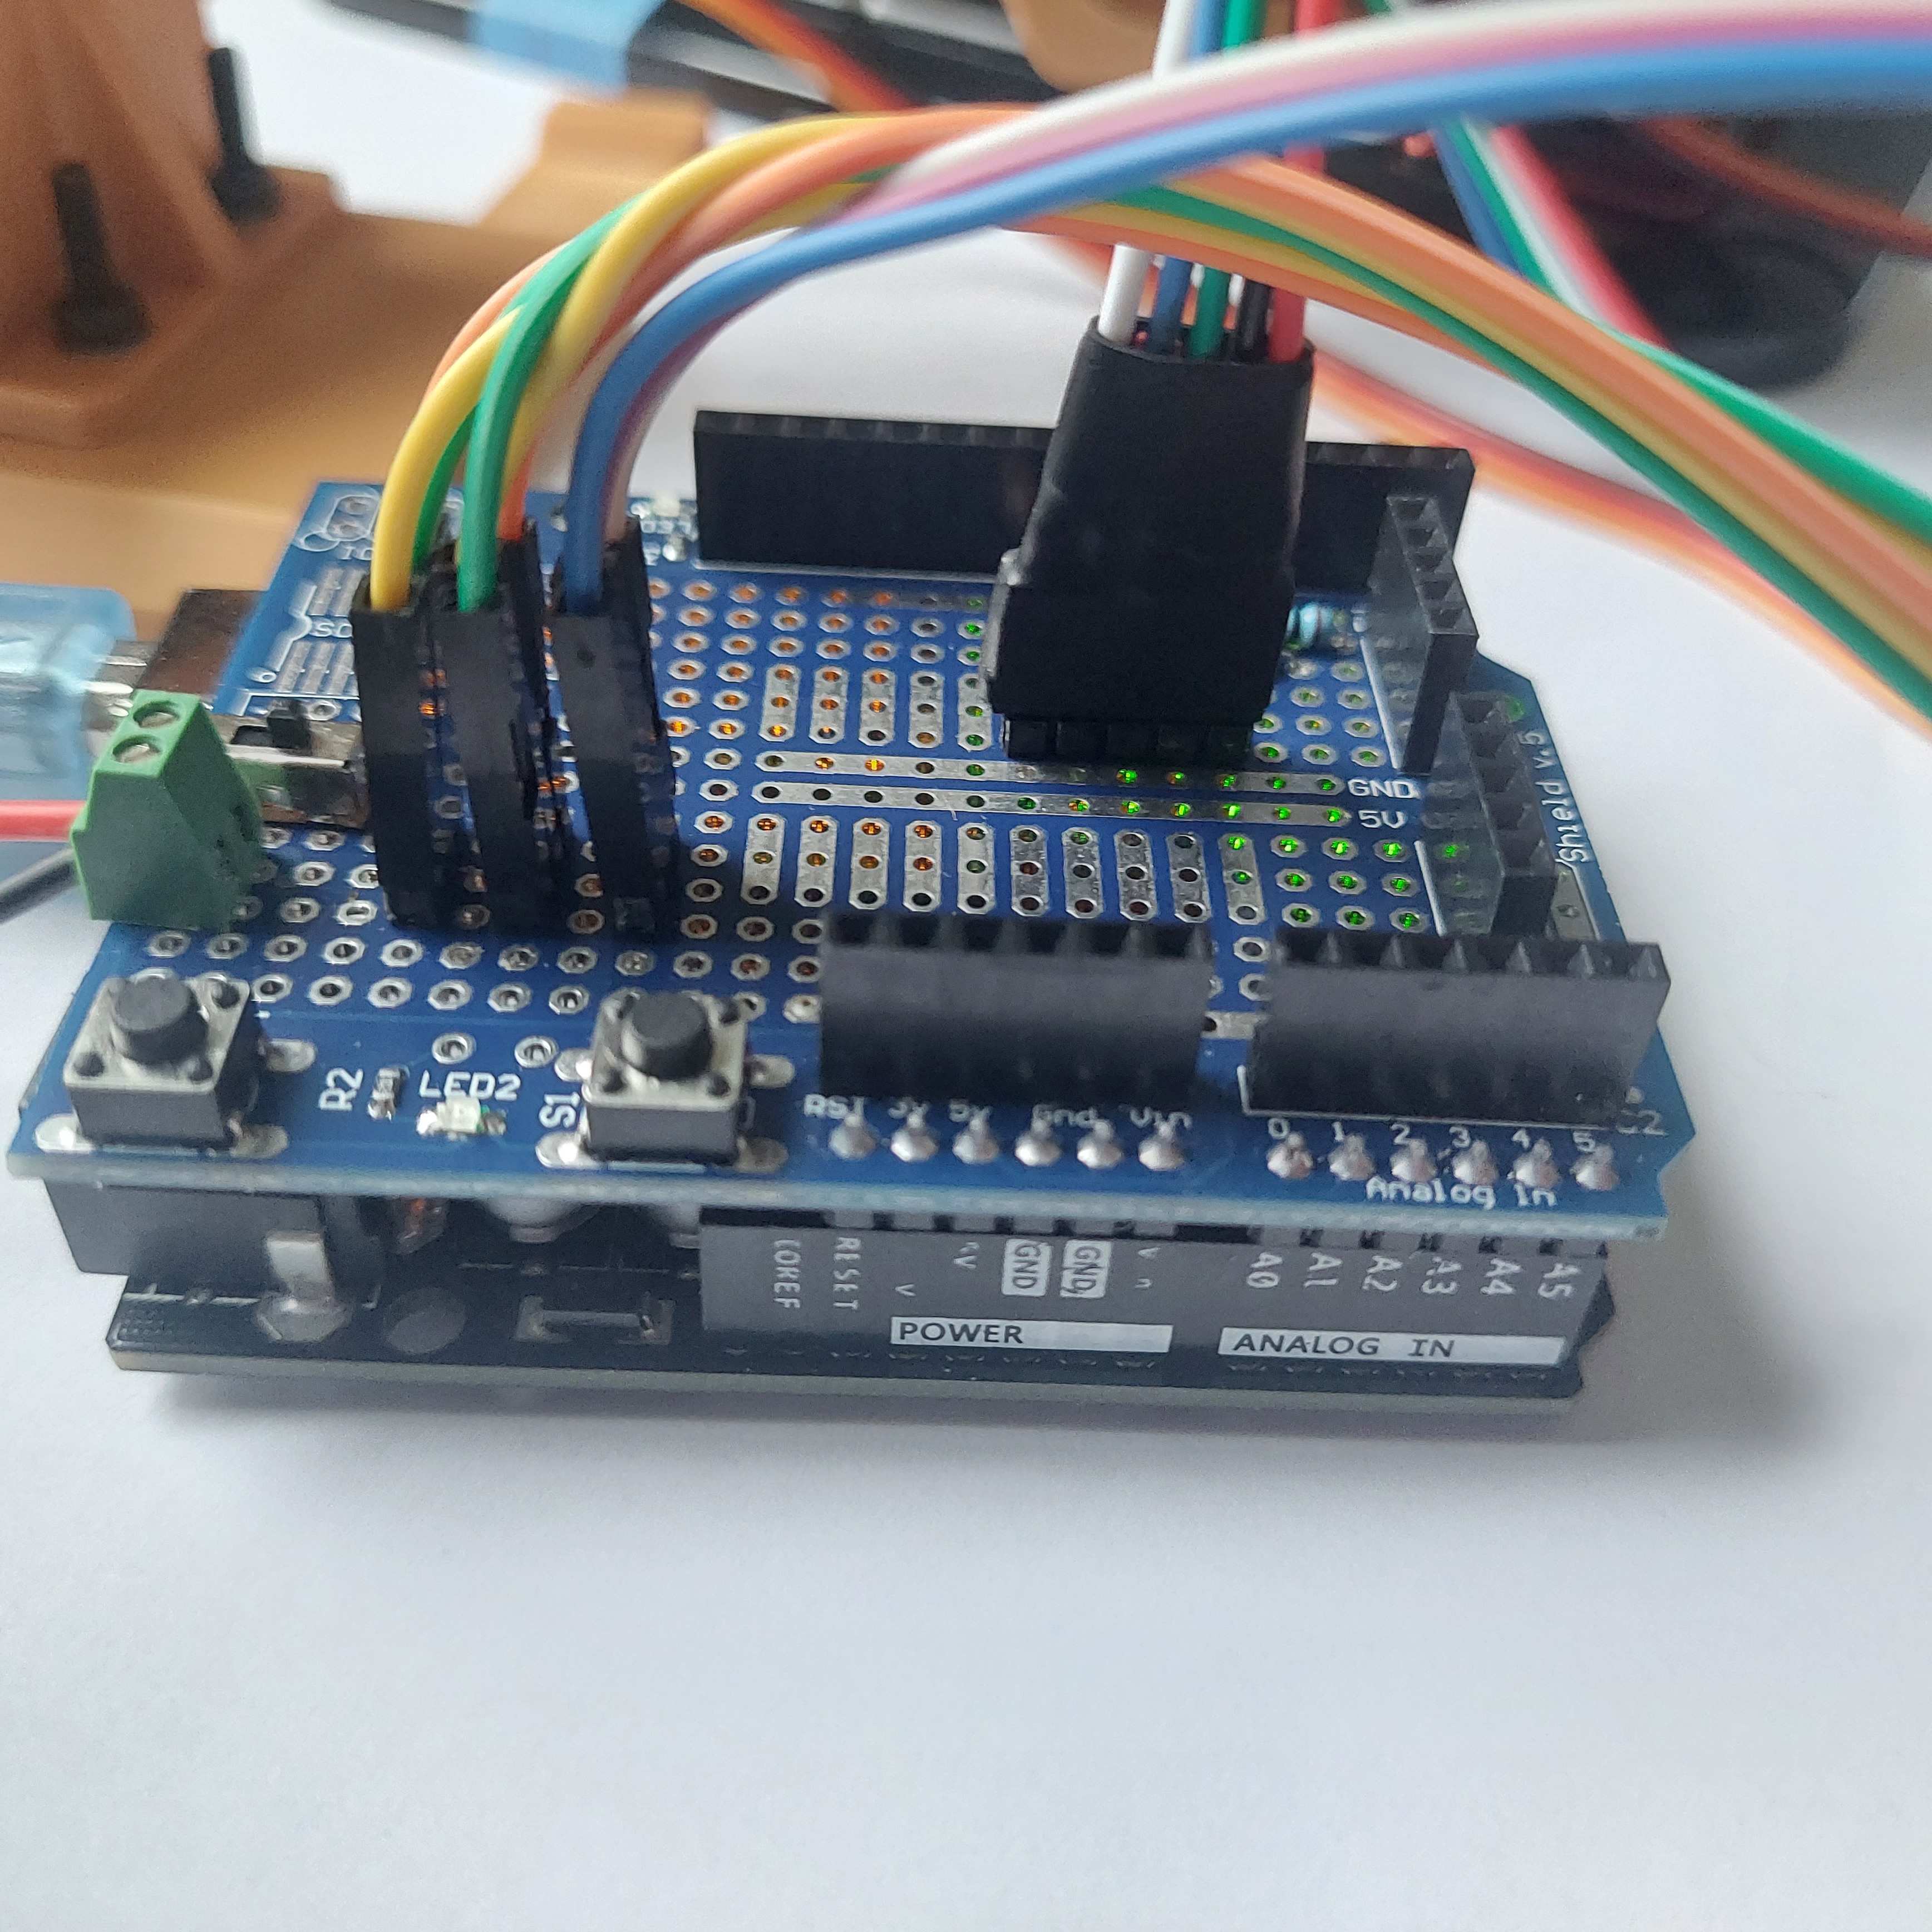 GND
5V
Shield v.5
R2
LED2
S1
RST 3V 5V Gnd Vin
0 1 2 3 4 5
Analog in
RESET
GND
GND
A0 A1 A2 A3 A4 A5
POWER
ANALOG IN